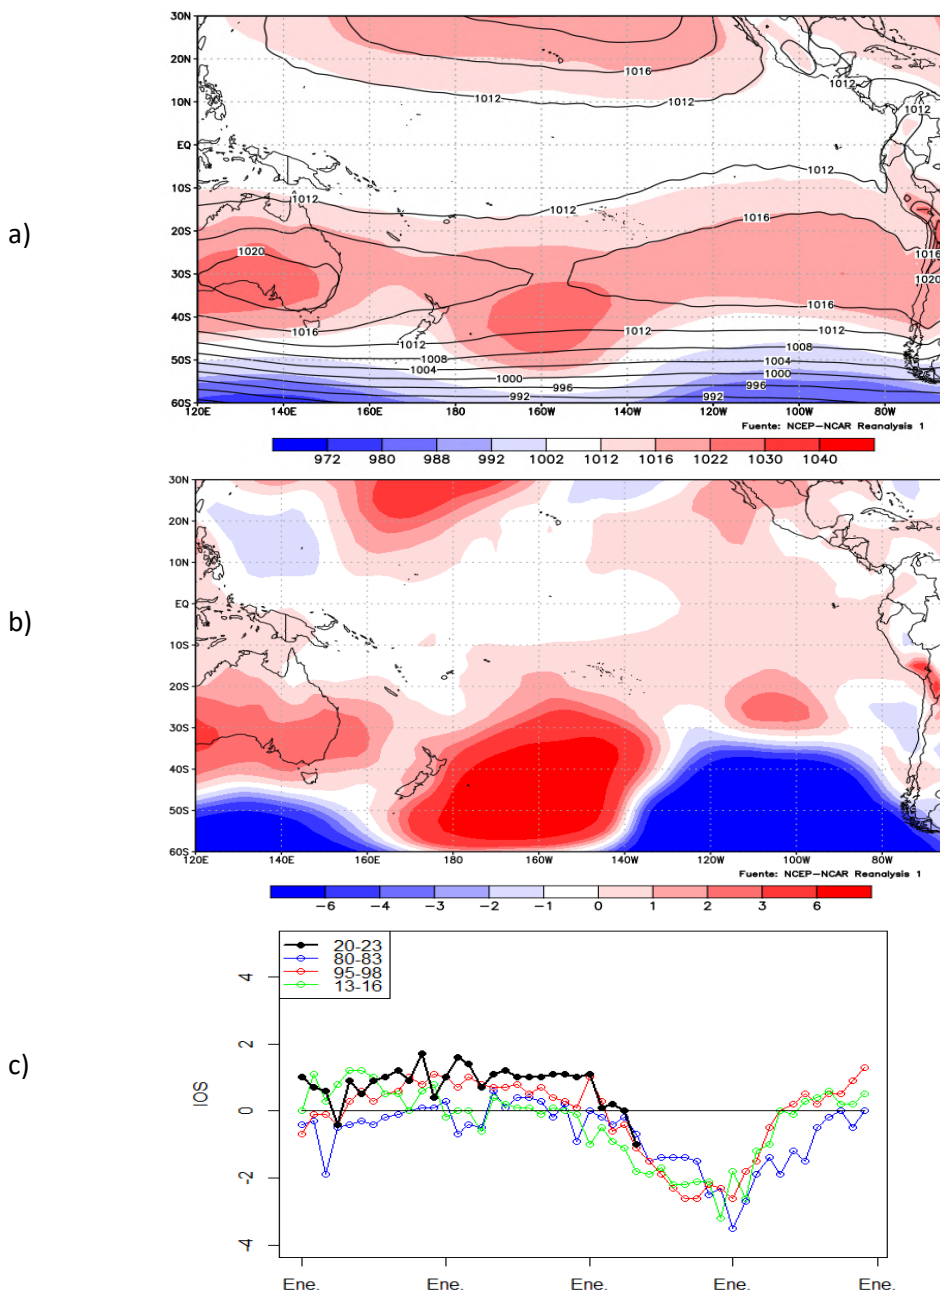 a)
30N
20N
10N
EQ
10S
20S
30S
40S
50S
60S
1016
1012
1012
1012
1012
1012
1012
1016
1016
1020
1020
1016
1016
1012
1012
1008
1008
1004
1004
1000
1000
996
996
992
992
120E 140E 160E 180 160W 140W 120W 100W 80W
Fuente: NCEP-NCAR Reanalysis 1
972 980 988 992 1002 1012 1016 1022 1030 1040
b)
30N
20N
10N
EQ
10S
20S
30S
40S
50S
60S
120E 140E 160E 180 160W 140W 120W 100W 80W
Fuente: NCEP-NCAR Reanalysis 1
-6 -4 -3 -2 -1 0 1 2 3 6
c)
20-23
80-83
95-98
13-16
IOS
4
2
0
-2
-4
Ene. Ene. Ene. Ene. Ene.